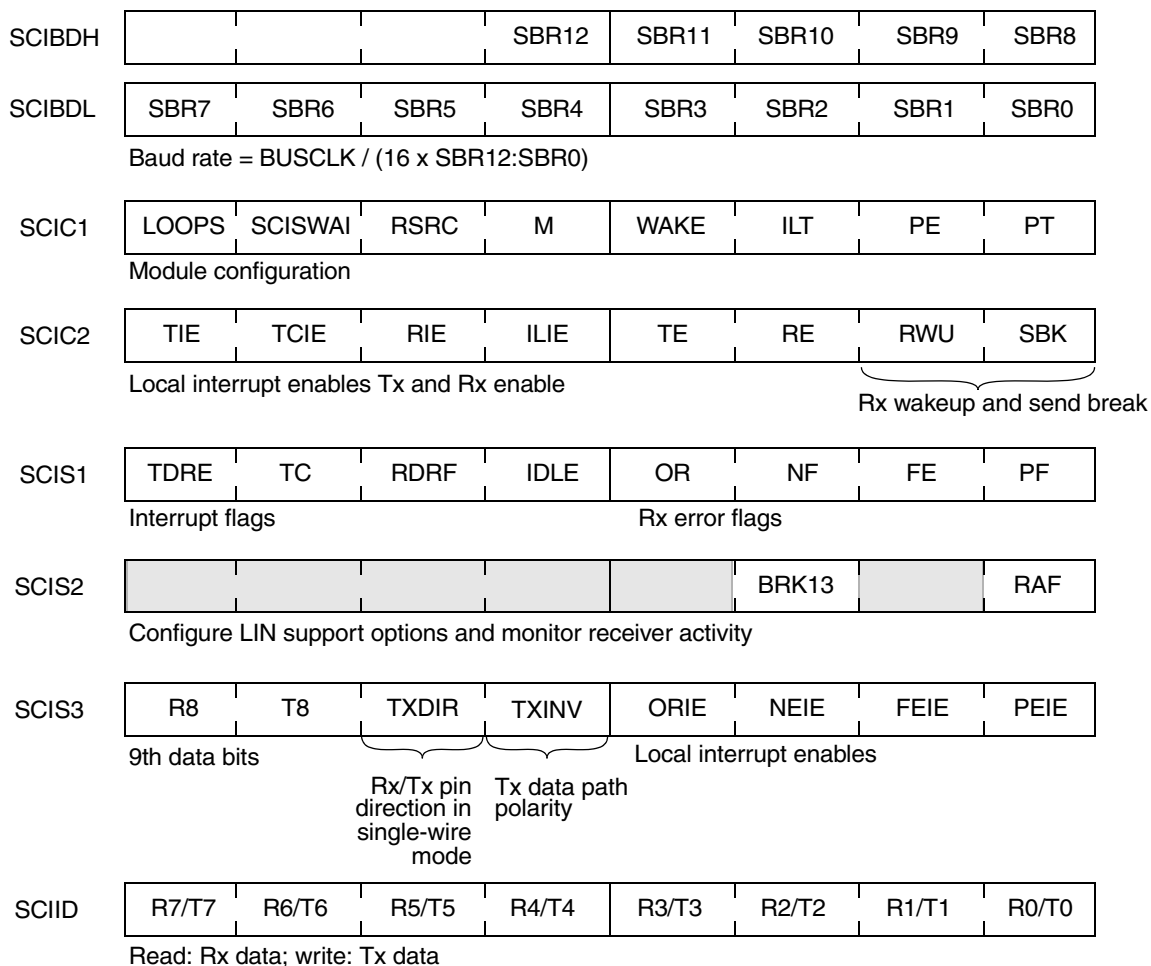 SCIBDH SBR12 SBR11 SBR10 SBR9 SBR8
SCIBDL SBR7 SBR6 SBR5 SBR4 SBR3 SBR2 SBR1 SBR0
Baud rate = BUSCLK / (16 x SBR12:SBR0)
SCIC1 LOOPS SCISWAI RSRC M WAKE ILT PE PT
Module configuration
SCIC2 TIE TCIE RIE ILIE TE RE RWU SBK
Local interrupt enables Tx and Rx enable
Rx wakeup and send break
SCIS1 TDRE TC RDRF IDLE OR NF FE PF
Interrupt flags Rx error flags
SCIS2 BRK13 RAF
Configure LIN support options and monitor receiver activity
SCIS3 R8 T8 TXDIR TXINV ORIE NEIE FEIE PEIE
9th data bits Local interrupt enables
Rx/Tx pin
direction in
single-wire
mode
Tx data path
polarity
SCIID R7/T7 R6/T6 R5/T5 R4/T4 R3/T3 R2/T2 R1/T1 R0/T0
Read: Rx data; write: Tx data